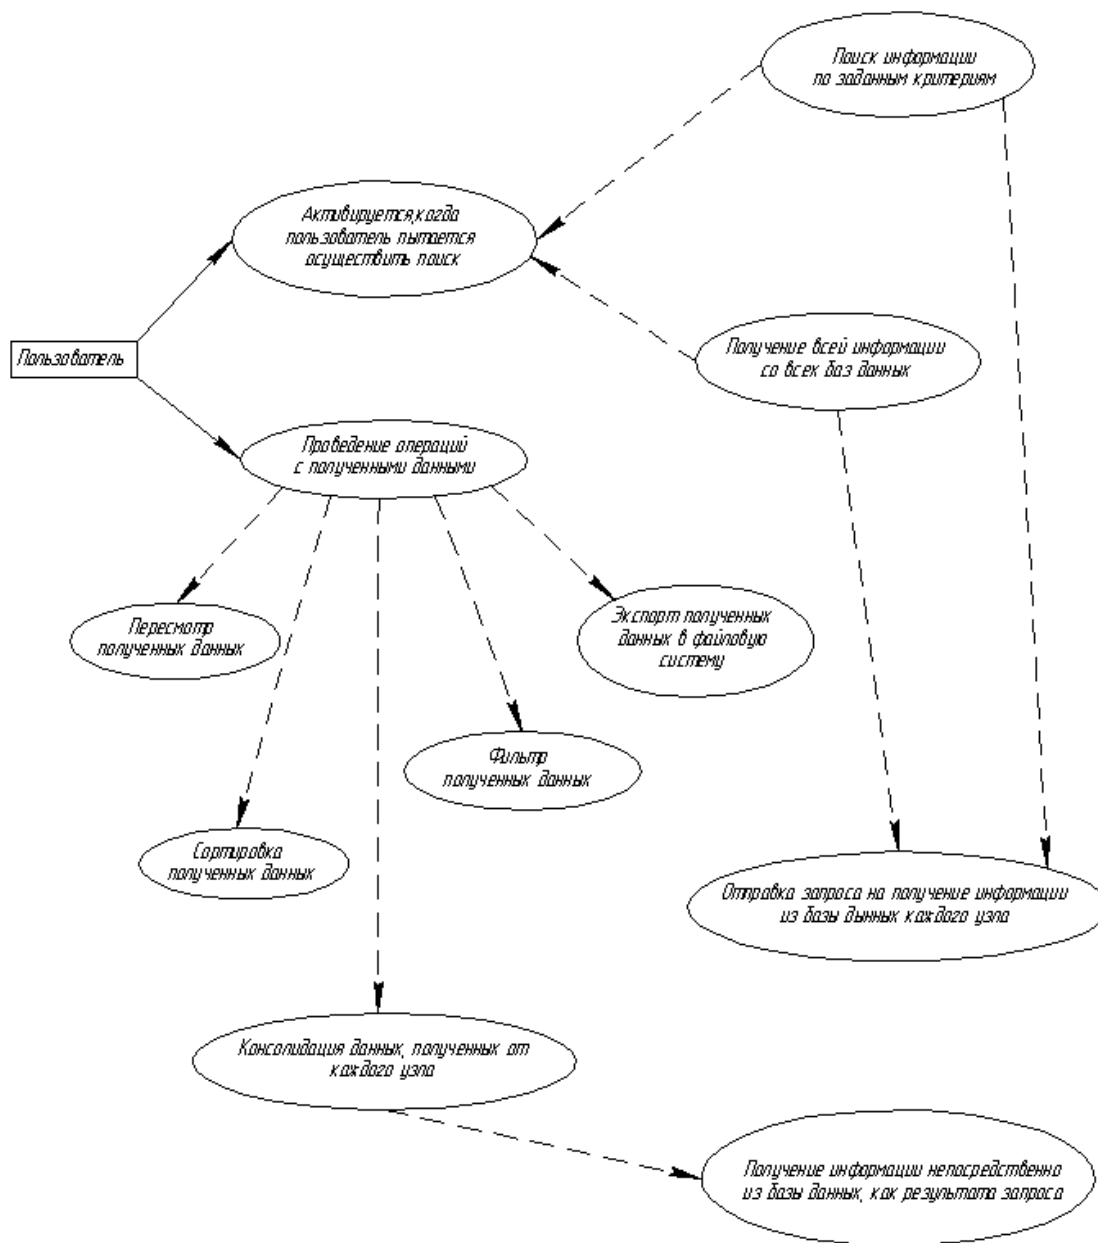 Поиск информации
по заданным критериям
Активируется,когда
пользователь пытается
осуществить поиск
Пользователь
Получение всей информации
со всех баз данных
Проведение операций
с полученными данными
Пересмотр
полученных данных
Экспорт полученных
данных в файловую
систему
Фильтр
полученных данных
Сортировка
полученных данных
Отправка запроса на получение информации
из базы дынных каждого узла
Консолидация данных, полученных от
каждого узла
Получение информации непосредственно
из базы данных, как результата запроса